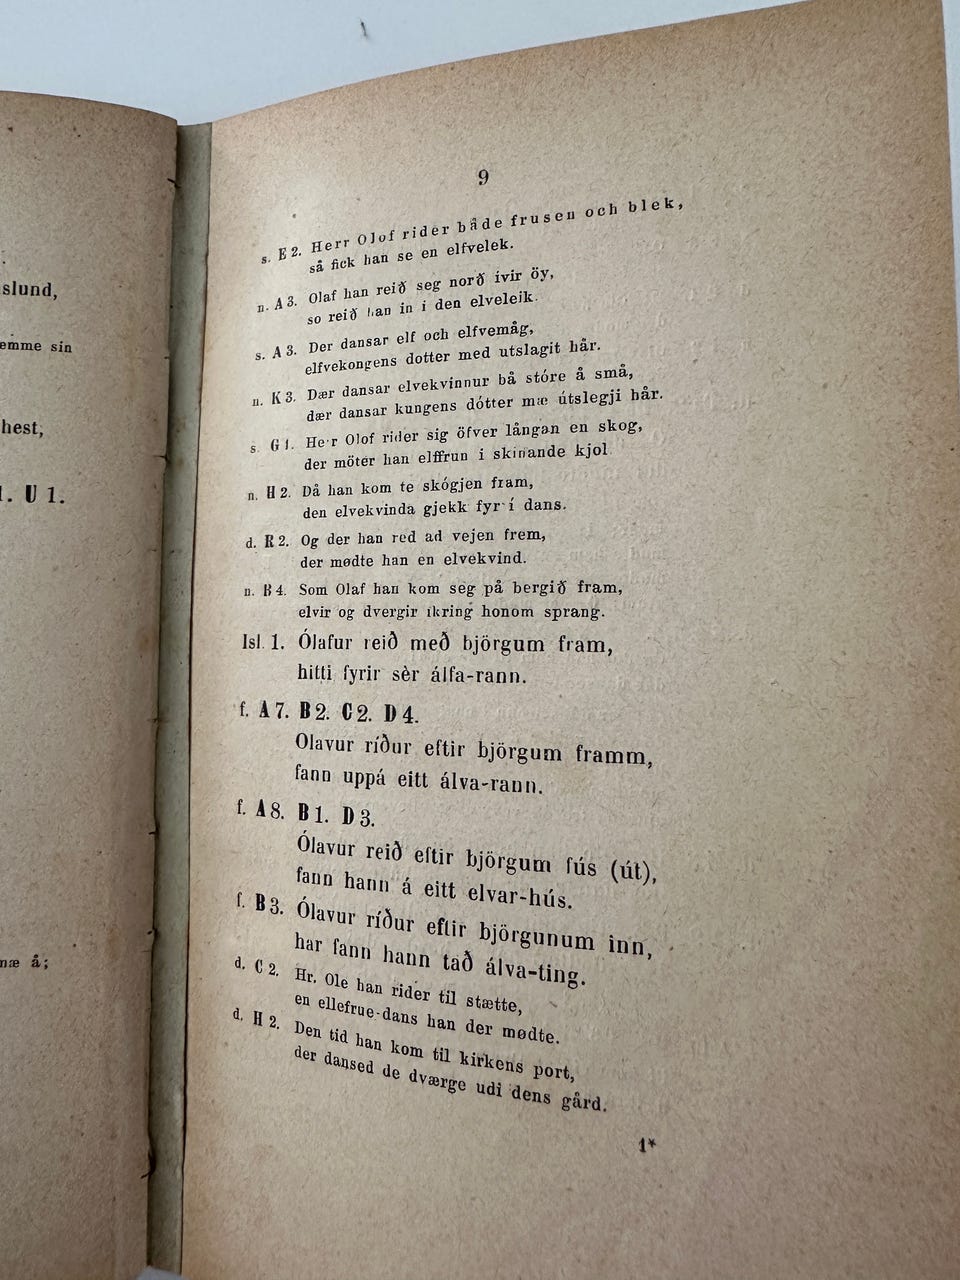 slund,
emme sin
hest,
U 1.
næ å;
9
s. E 2. Herr Olof rider både frusen och blek,
så fick han se en elfvelek.
n. A 3. Olaf han reið seg norð ivir öy,
so reið han in i den elveleik.
s. A 3. Der dansar elf och elfvemåg,
elfvekongens dotter med utslagit hår.
n. K 3. Dær dansar elvekvinnur bå stóre å små,
dær dansar kungens dótter mæ útslegji hår.
s. G 1. Herr Olof rider sig öfver långan en skog,
der möter han elffrun i skinande kjol.
n. H 2. Då han kom te skógjen fram,
den elvekvinda gjekk fyrí dans.
d. R 2. Og der han red ad vejen frem,
der mødte han en elvekvind.
n. B 4. Som Olaf han kom seg på bergið fram,
elvir og dvergir ikring honom sprang.
Isl. 1. Ólafur reið með björgum fram,
hitti fyrir sèr álfa-rann.
f. A 7. B 2. C 2. D 4.
Olavur ríður eftir björgum framm,
fann uppá eitt álva-rann.
f. A 8. B 1. D 3.
Ólavur reið eftir björgum fús (út),
fann hann á eitt elvar-hús.
f. B 3. Ólavur ríður eftir björgunum inn,
har fann hann tað álva-ting.
d. C 2. Hr. Ole han rider til stætte,
en ellefrue-dans han der mødte.
d. H 2. Den tid han kom til kirkens port,
der dansed de dværge udi dens gård.
1*